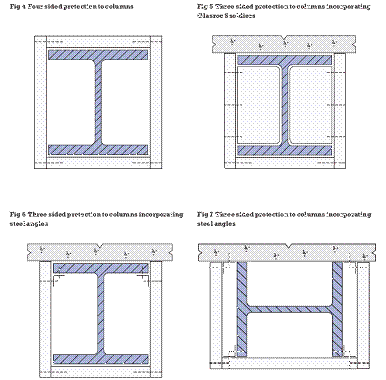 Fig 4 Four sided protection to columns
Fig 5 Three sided protection to columns incorporating
Glasroc S soldiers
Fig 6 Three sided protection to columns incorporating
steel angles
Fig 7 Three sided protection to columns incorporating
steel angles